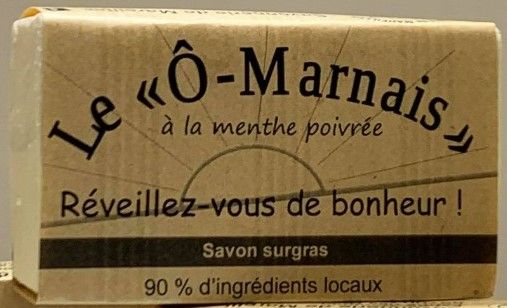 Le «Ô-Marnais»
à la menthe poivrée
Réveillez-vous de bonheur !
Savon surgras
90 % d'ingrédients locaux